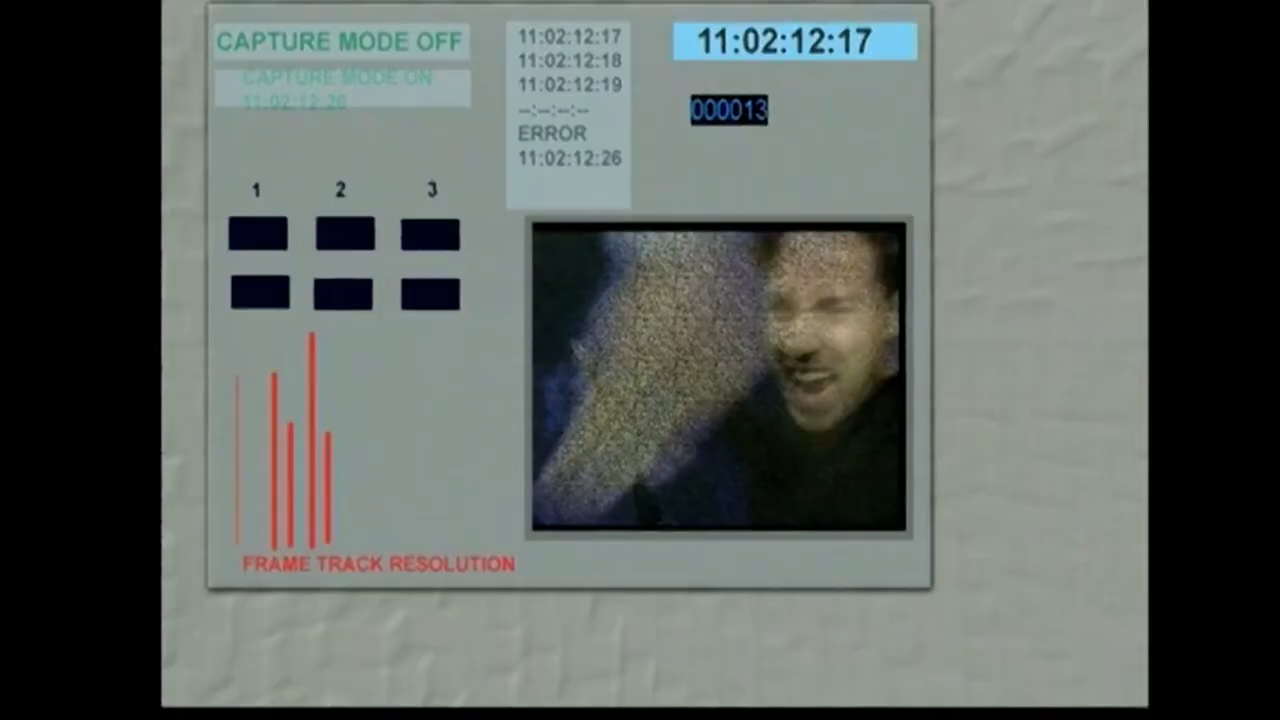 CAPTURE MODE OFF
CAPTURE MODE ON
11:02:12:26
11:02:12:17
11:02:12:18
11:02:12:19
--:--:--:--
ERROR
11:02:12:26
11:02:12:17
000013
1 2 3
FRAME TRACK RESOLUTION